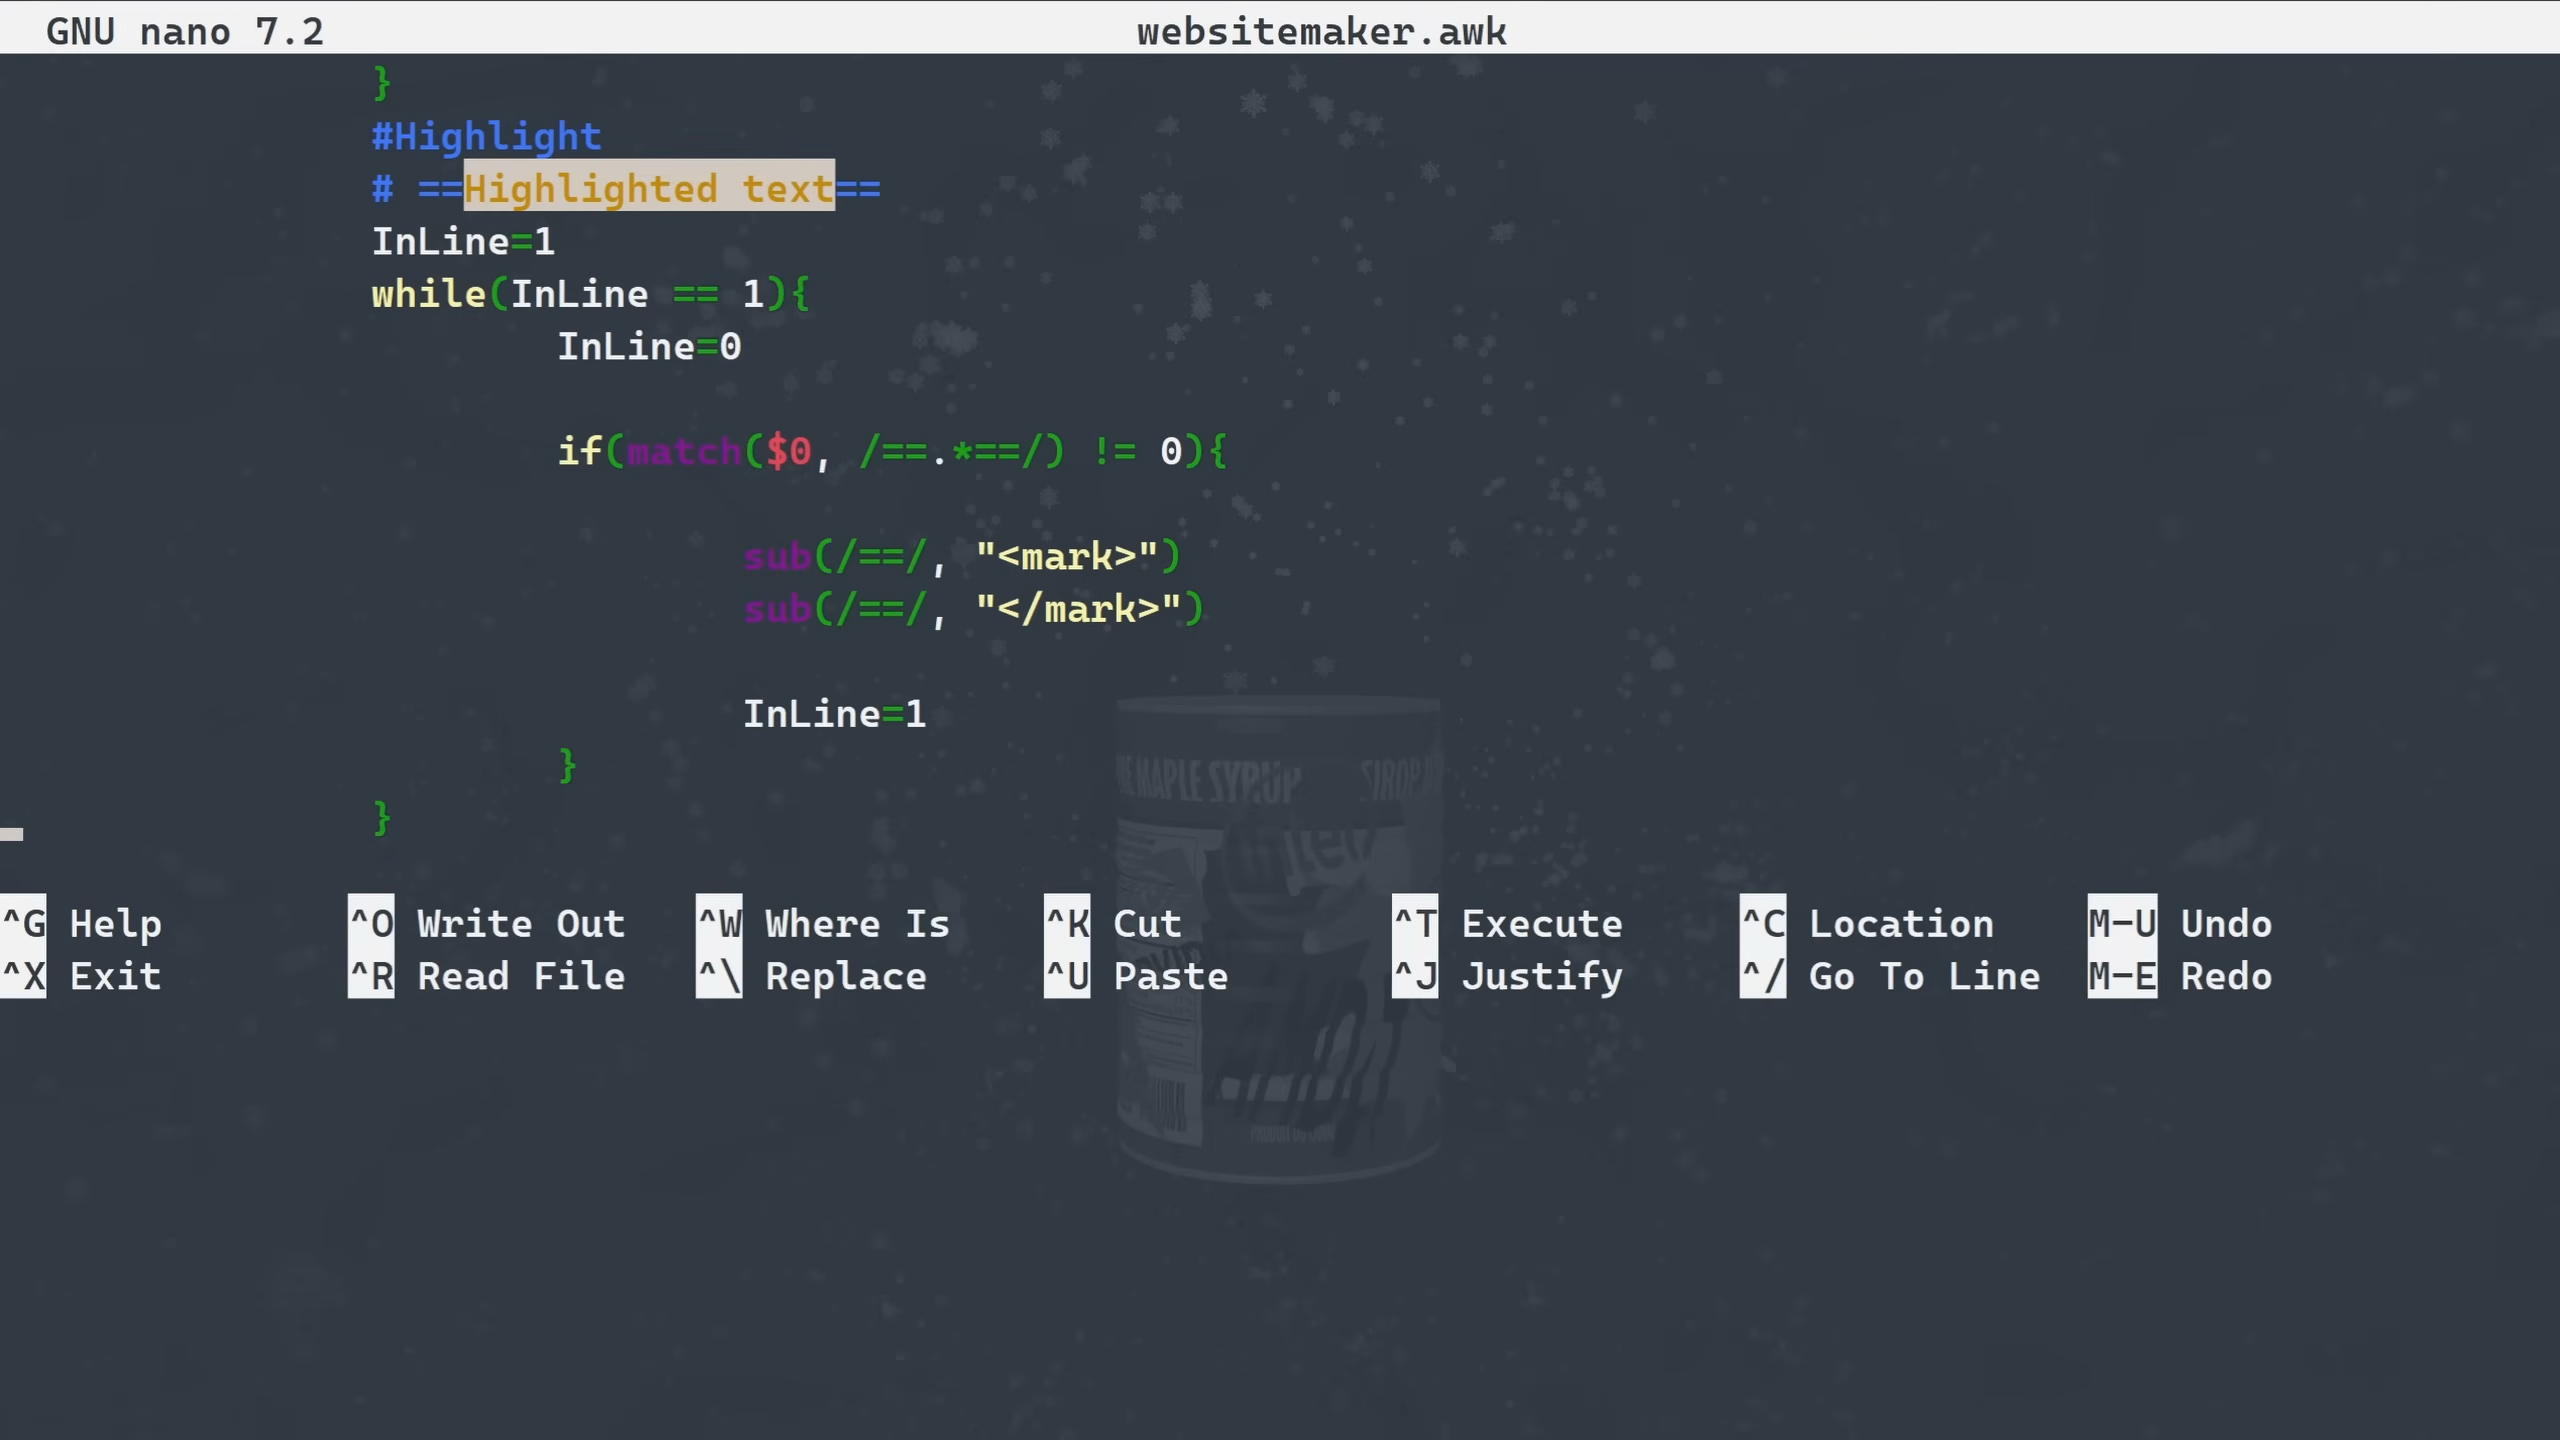 GNU nano 7.2 websitemaker.awk
}
#Highlight
# ==Highlighted text==
InLine=1
while(InLine == 1){
InLine=0
if(match($0, /==.*==/) != 0){
sub(/==/, "<mark>")
sub(/==/, "</mark>")
InLine=1
}
}
^G Help ^O Write Out ^W Where Is ^K Cut ^T Execute ^C Location M-U Undo
^X Exit ^R Read File ^\ Replace ^U Paste ^J Justify ^/ Go To Line M-E Redo
MAPLE SYRUP